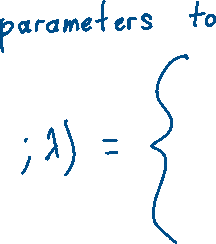 parameters to
; λ) = {